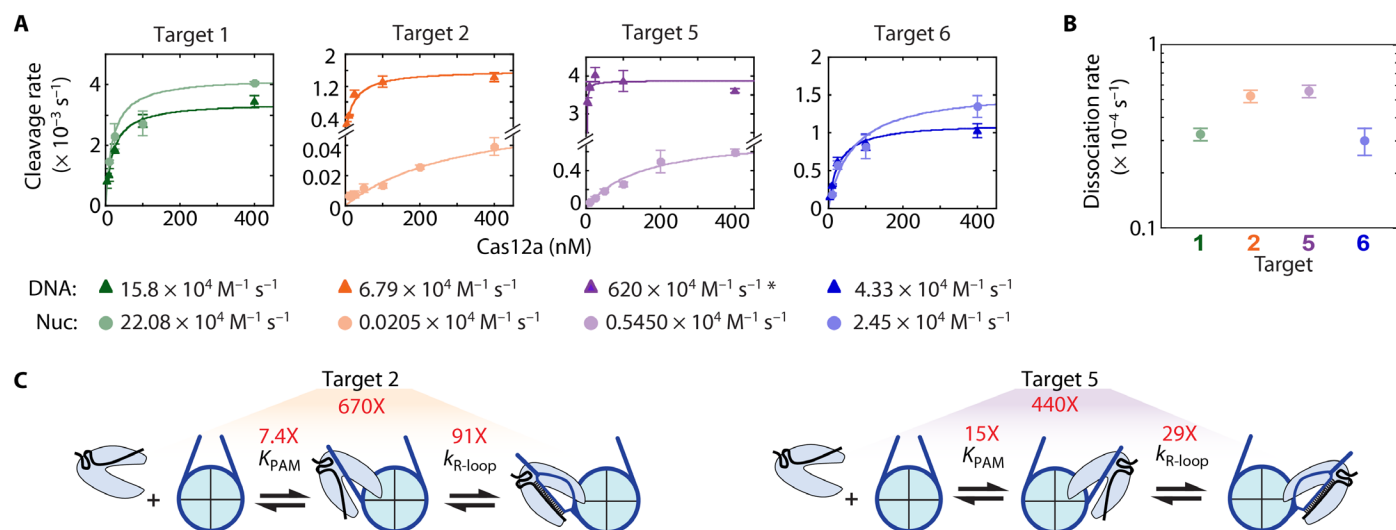 A
B
Target 1
Target 2
Target 5
Target 6
Cleavage rate
(× 10⁻³ s⁻¹)
4
2
0
0 200 400
1.6
1.2
0.8
0.4
0.04
0.02
0
0 200 400
4
3
0.4
0
0 200 400
2
1.5
1
0.5
0
0 200 400
Cas12a (nM)
Dissociation rate
(× 10⁻⁴ s⁻¹)
1
0.1
1 2 5 6
Target
DNA: 15.8 × 10⁴ M⁻¹ s⁻¹ 6.79 × 10⁴ M⁻¹ s⁻¹ 620 × 10⁴ M⁻¹ s⁻¹ * 4.33 × 10⁴ M⁻¹ s⁻¹
Nuc: 22.08 × 10⁴ M⁻¹ s⁻¹ 0.0205 × 10⁴ M⁻¹ s⁻¹ 0.5450 × 10⁴ M⁻¹ s⁻¹ 2.45 × 10⁴ M⁻¹ s⁻¹
C
Target 2
670X
7.4X
K_PAM
91X
k_R-loop
+
Target 5
440X
15X
K_PAM
29X
k_R-loop
+